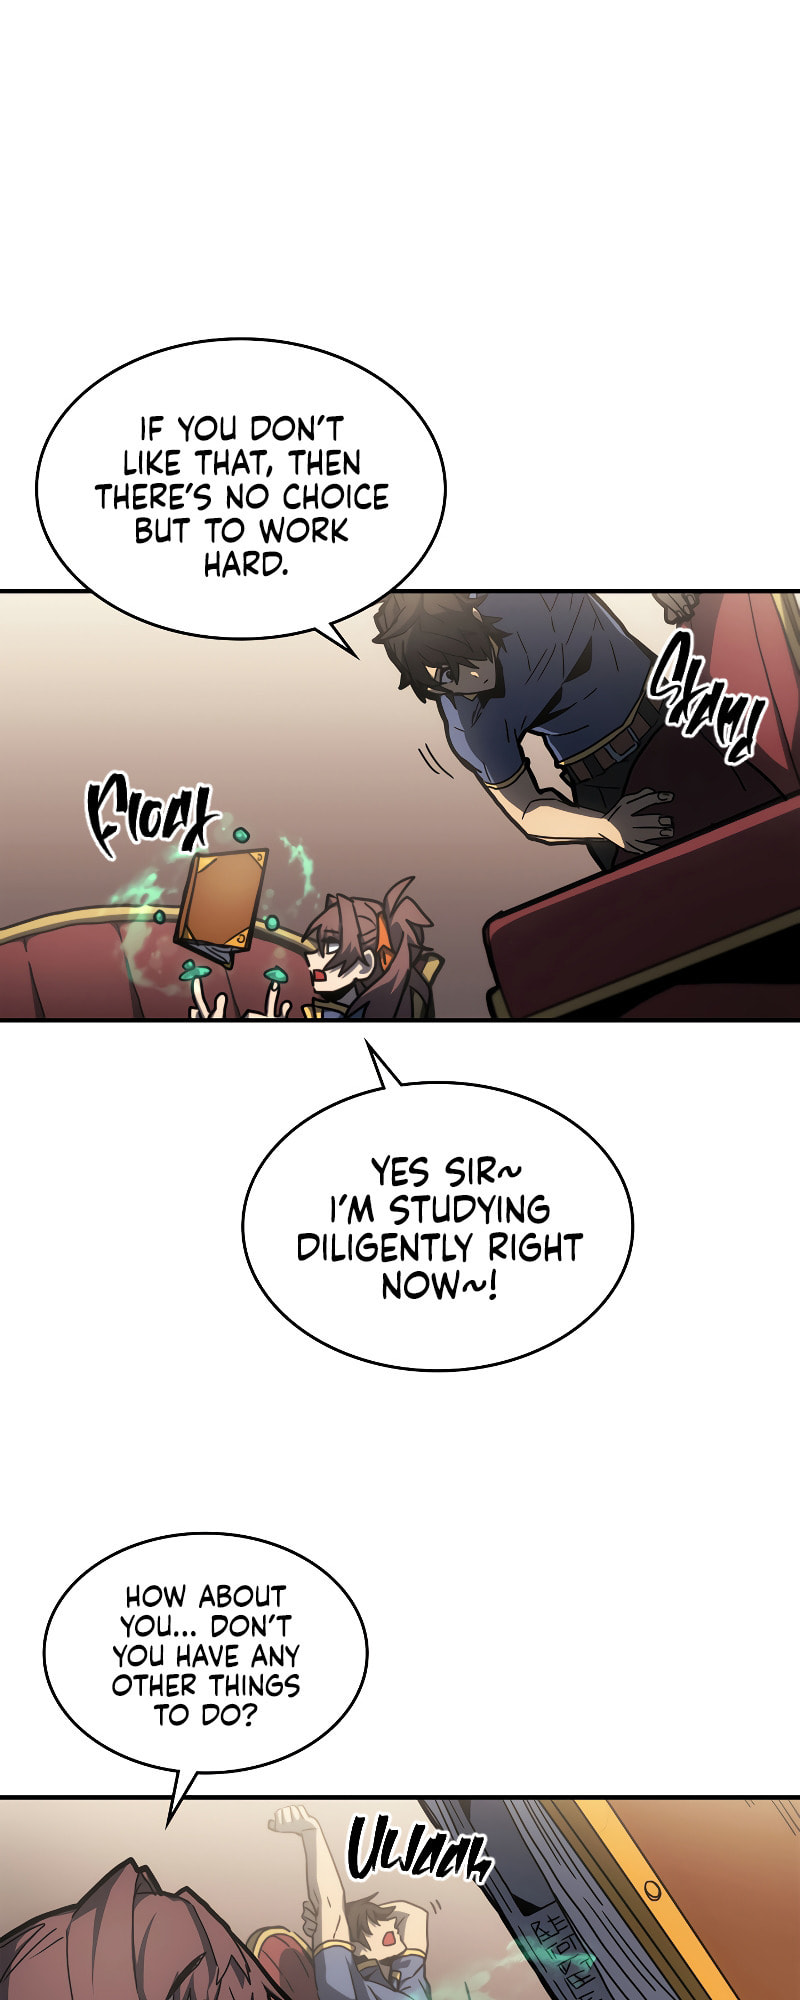 IF YOU DON'T
LIKE THAT, THEN
THERE'S NO CHOICE
BUT TO WORK
HARD.
Stand
Float
YES SIR~
I'M STUDYING
DILIGENTLY RIGHT
NOW~!
HOW ABOUT
YOU... DON'T
YOU HAVE ANY
OTHER THINGS
TO DO?
Uwaah